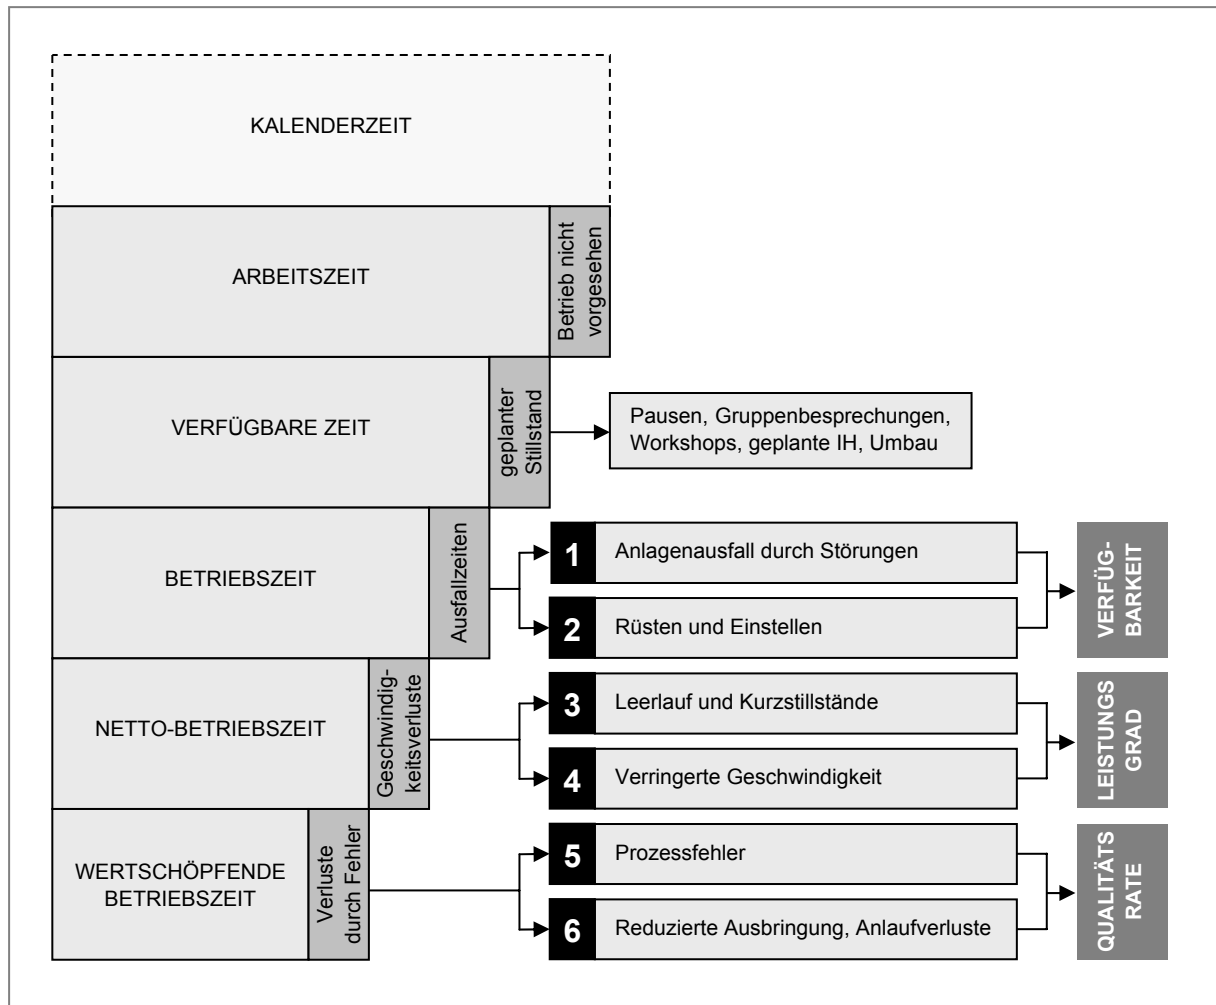 KALENDERZEIT
ARBEITSZEIT
Betrieb nicht
vorgesehen
VERFÜGBARE ZEIT
geplanter
Stillstand
Pausen, Gruppenbesprechungen,
Workshops, geplante IH, Umbau
BETRIEBSZEIT
Ausfallzeiten
1
Anlagenausfall durch Störungen
2
Rüsten und Einstellen
VERFÜG-
BARKEIT
NETTO-BETRIEBSZEIT
Geschwindig-
keitsverluste
3
Leerlauf und Kurzstillstände
4
Verringerte Geschwindigkeit
LEISTUNGS
GRAD
WERTSCHÖPFENDE
BETRIEBSZEIT
Verluste
durch Fehler
5
Prozessfehler
6
Reduzierte Ausbringung, Anlaufverluste
QUALITÄTS
RATE